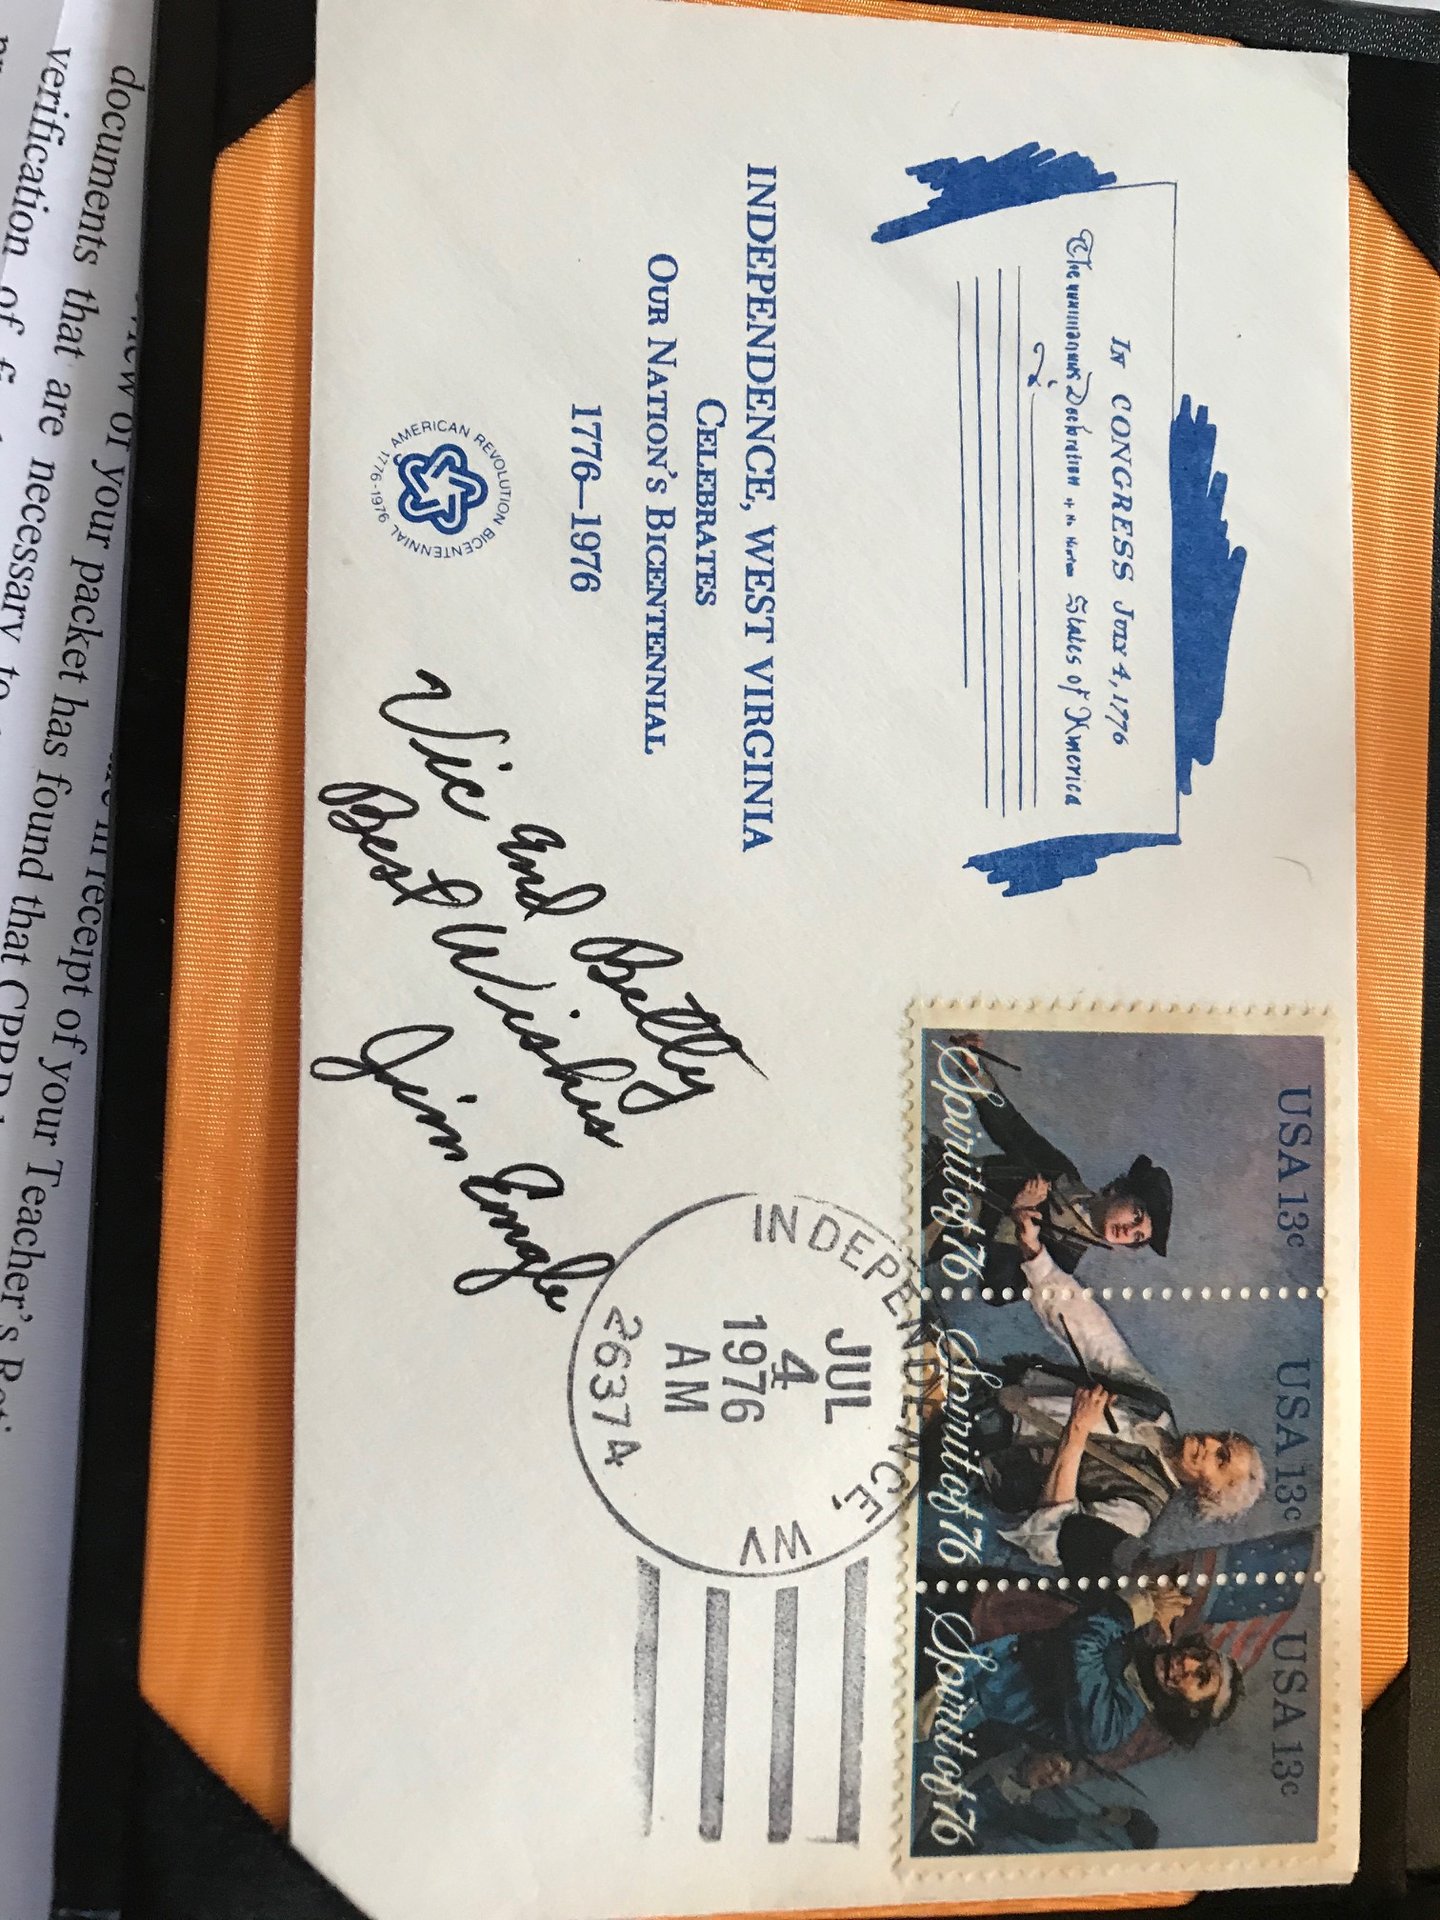 IN CONGRESS JULY 4, 1776
The unanimous Declaration of the thirteen States of America
INDEPENDENCE, WEST VIRGINIA
CELEBRATES
OUR NATION'S BICENTENNIAL
1776—1976
AMERICAN REVOLUTION BICENTENNIAL
1776-1976
USA 13c
USA 13c
USA 13c
Spirit of 76
Spirit of 76
Spirit of 76
INDEPENDENCE, WV
JUL
4
1976
AM
26374
Vic and Betty
Best Wishes
Jim Engle
view of your packet has found that
in receipt of your Teacher's
documents that are necessary to
verification of